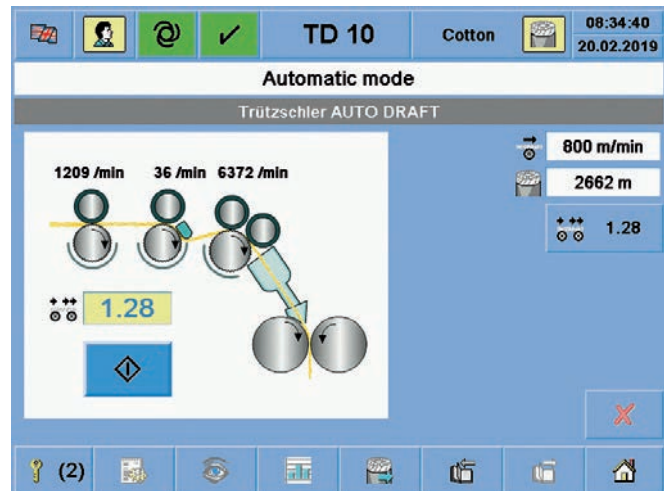 TD 10
Cotton
08:34:40
20.02.2019
Automatic mode
Trützschler AUTO DRAFT
1209 /min 36 /min 6372 /min
800 m/min
2662 m
1.28
1.28
(2)